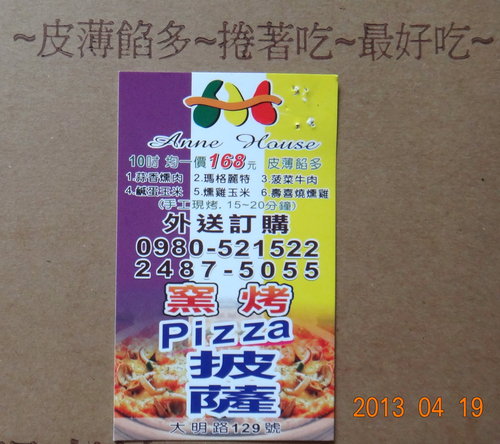 ~皮薄餡多~捲著吃~最好吃~
Anne House
10吋 均一價168元 皮薄餡多
1.蒜香燻肉 2.瑪格麗特 3.菠菜牛肉
4.鹹蛋玉米 5.燻雞玉米 6.壽喜燒燻雞
(手工現烤,15~20分鐘)
外送訂購
0980-521522
2487-5055
窯烤
Pizza
披
薩
大明路129號
2013 04 19